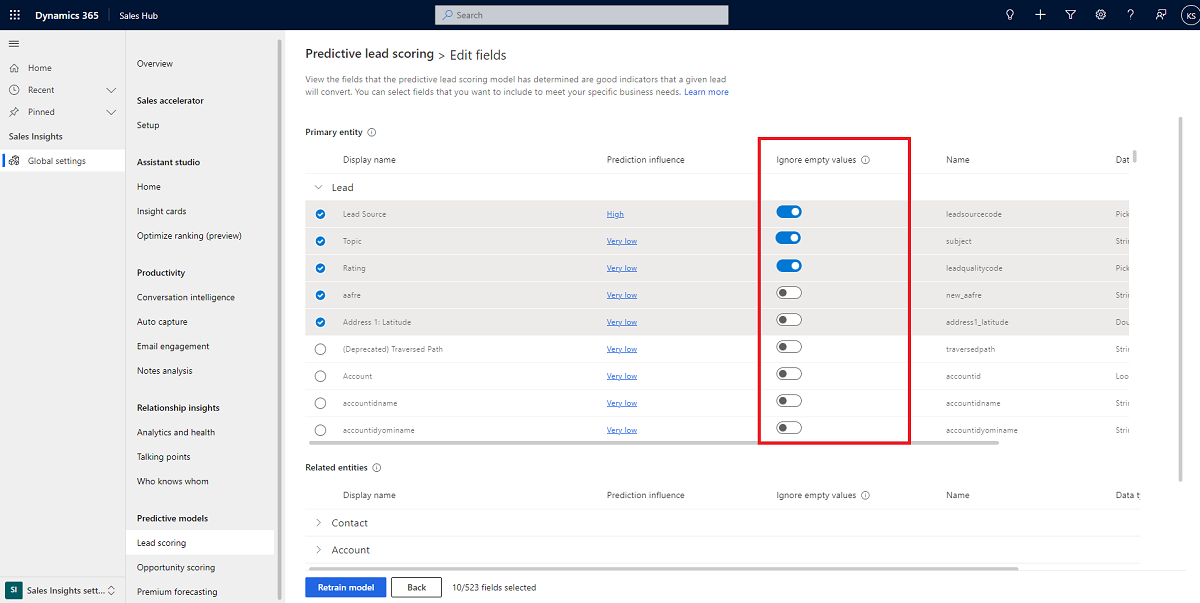 Dynamics 365 Sales Hub Search KS
Home
Recent
Pinned
Sales Insights
Global settings
SI Sales Insights sett...
Overview
Sales accelerator
Setup
Assistant studio
Home
Insight cards
Optimize ranking (preview)
Productivity
Conversation intelligence
Auto capture
Email engagement
Notes analysis
Relationship insights
Analytics and health
Talking points
Who knows whom
Predictive models
Lead scoring
Opportunity scoring
Premium forecasting
Predictive lead scoring > Edit fields
View the fields that the predictive lead scoring model has determined are good indicators that a given lead
will convert. You can select fields that you want to include to meet your specific business needs. Learn more
Primary entity
Display name Prediction influence Ignore empty values Name Dat
Lead
Lead Source High leadsourcecode Pick
Topic Very low subject Strin
Rating Very low leadqualitycode Pick
aafre Very low new_aafre Strin
Address 1: Latitude Very low address1_latitude Dou
(Deprecated) Traversed Path Very low traversedpath Strin
Account Very low accountid Loo
accountidname Very low accountidname Strin
accountidyominame Very low accountidyominame Strin
Related entities
Display name Prediction influence Ignore empty values Name Data ty
Contact
Account
Retrain model Back 10/523 fields selected